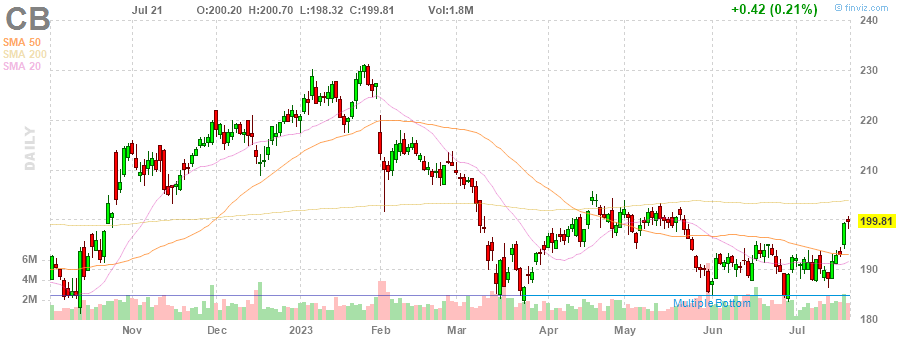 CB
Jul 21 O:200.20 H:200.70 L:198.32 C:199.81 Vol:1.8M +0.42 (0.21%) © finviz.com
SMA 50
SMA 200
SMA 20
DAILY
240
230
220
210
199.81
190
180
6M
4M
2M
Multiple Bottom
Nov Dec 2023 Feb Mar Apr May Jun Jul